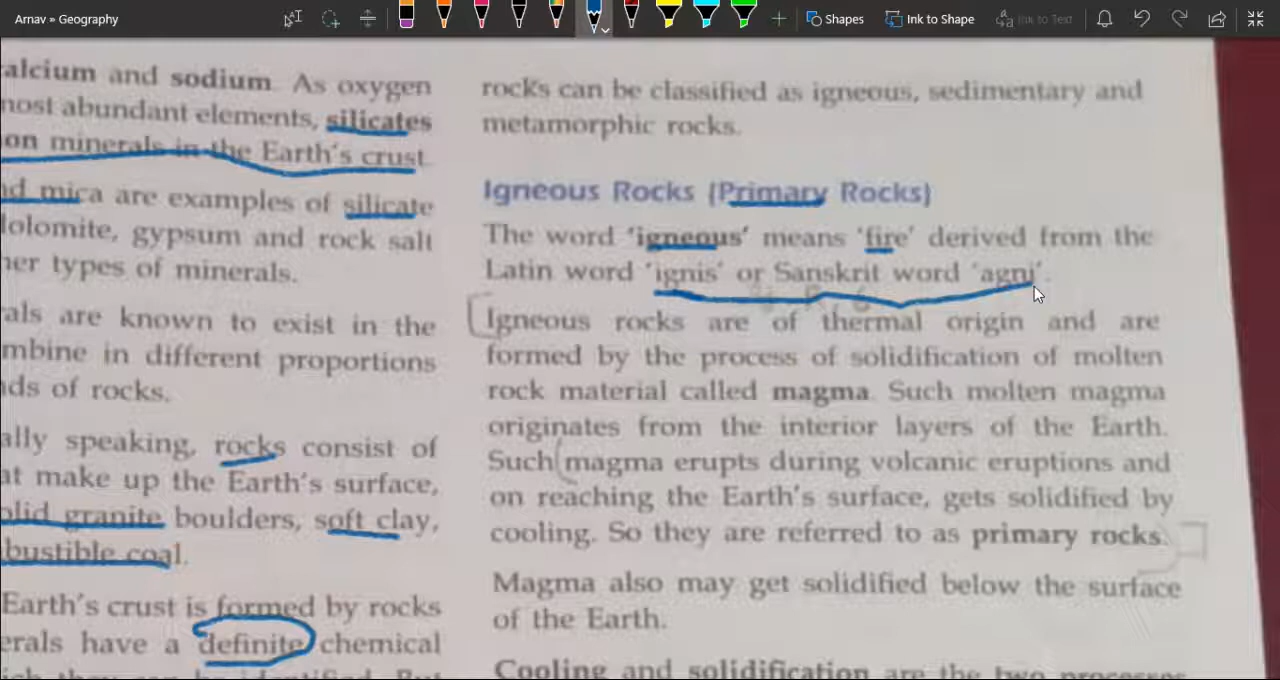 Arnav » Geography
Shapes
Ink to Shape
Ink to Text
alcium and sodium. As oxygen
most abundant elements, silicates
on minerals in the Earth's crust.
mica are examples of silicate
dolomite, gypsum and rock salt
her types of minerals.
als are known to exist in the
mbine in different proportions
ds of rocks.
ally speaking, rocks consist of
at make up the Earth's surface,
olid granite boulders, soft clay,
bustible coal.
Earth's crust is formed by rocks
erals have a definite chemical
rocks can be classified as igneous, sedimentary and
metamorphic rocks.
Igneous Rocks (Primary Rocks)
The word 'igneous' means 'fire' derived from the
Latin word 'ignis' or Sanskrit word 'agni'.
Igneous rocks are of thermal origin and are
formed by the process of solidification of molten
rock material called magma. Such molten magma
originates from the interior layers of the Earth.
Such magma erupts during volcanic eruptions and
on reaching the Earth's surface, gets solidified by
cooling. So they are referred to as primary rocks.
Magma also may get solidified below the surface
of the Earth.
Cooling and solidification are the two processes